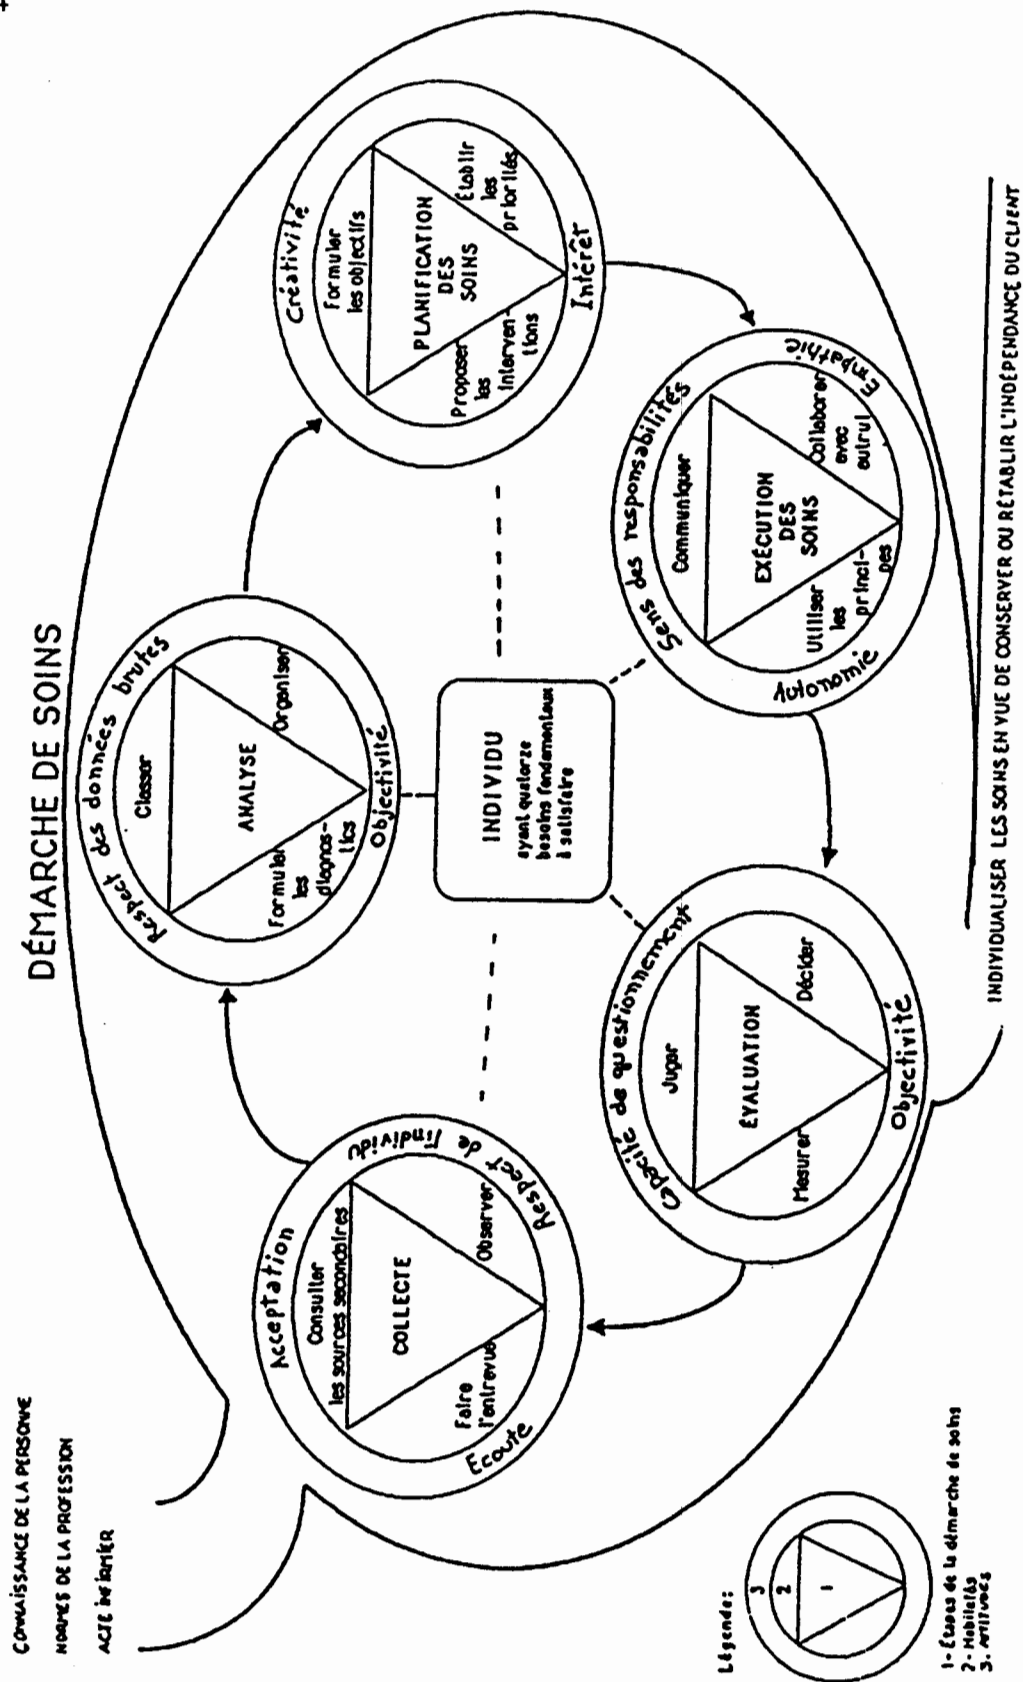 DÉMARCHE DE SOINS
CONNAISSANCE DE LA PERSONNE
NORMES DE LA PROFESSION
ACTE INFIRMIER
Acceptation
Consulter
les sources secondaires
COLLECTE
Faire
l'entrevue
Observer
Ecoute
Respect de l'individu
Respect des données brutes
Classer
ANALYSE
Formuler
les
diagnos-
tics
Organiser
Objectivité
Créativité
Formuler
les objectifs
PLANIFICATION
DES
SOINS
Proposer
les
interven-
tions
Établir
les
priorités
Intérêt
INDIVIDU
ayant quatorze
besoins fondamentaux
à satisfaire
Sens des responsabilités
Communiquer
EXÉCUTION
DES
SOINS
Utiliser
les
princi-
pes
Collaborer
avec
autrui
Autonomie
Empathie
Capacité de questionnement
Juger
ÉVALUATION
Mesurer
Décider
Objectivité
INDIVIDUALISER LES SOINS EN VUE DE CONSERVER OU RÉTABLIR L'INDÉPENDANCE DU CLIENT
Légende:
3
2
1
1- Étapes de la démarche de soins
2- Habiletés
3. Attitudes